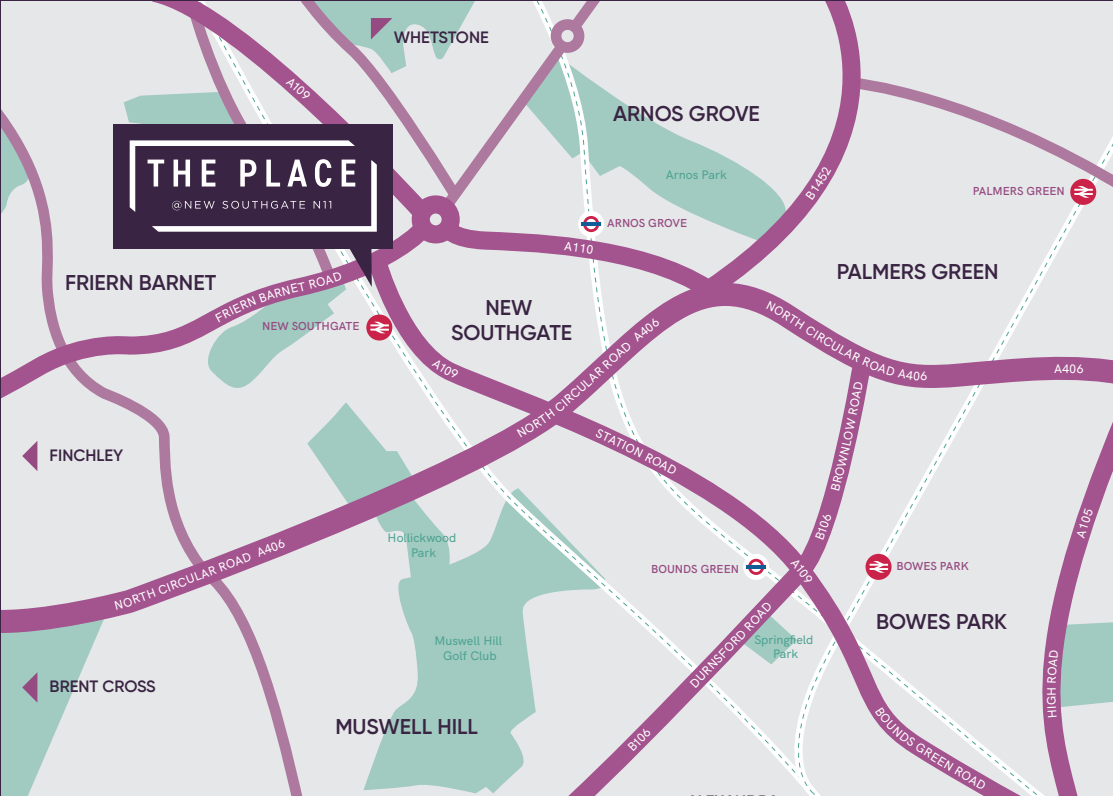 WHETSTONE
A109
ARNOS GROVE
THE PLACE
@NEW SOUTHGATE N11
Arnos Park
B1452
PALMERS GREEN
ARNOS GROVE
A110
FRIERN BARNET
FRIERN BARNET ROAD
PALMERS GREEN
NEW
SOUTHGATE
NEW SOUTHGATE
NORTH CIRCULAR ROAD A406
NORTH CIRCULAR ROAD A406
A406
A109
BROWNLOW ROAD
STATION ROAD
FINCHLEY
B106
A105
Hollickwood
Park
NORTH CIRCULAR ROAD A406
BOUNDS GREEN
A109
BOWES PARK
BOWES PARK
DURNSFORD ROAD
Springfield
Park
Muswell Hill
Golf Club
BRENT CROSS
HIGH ROAD
MUSWELL HILL
B106
BOUNDS GREEN ROAD